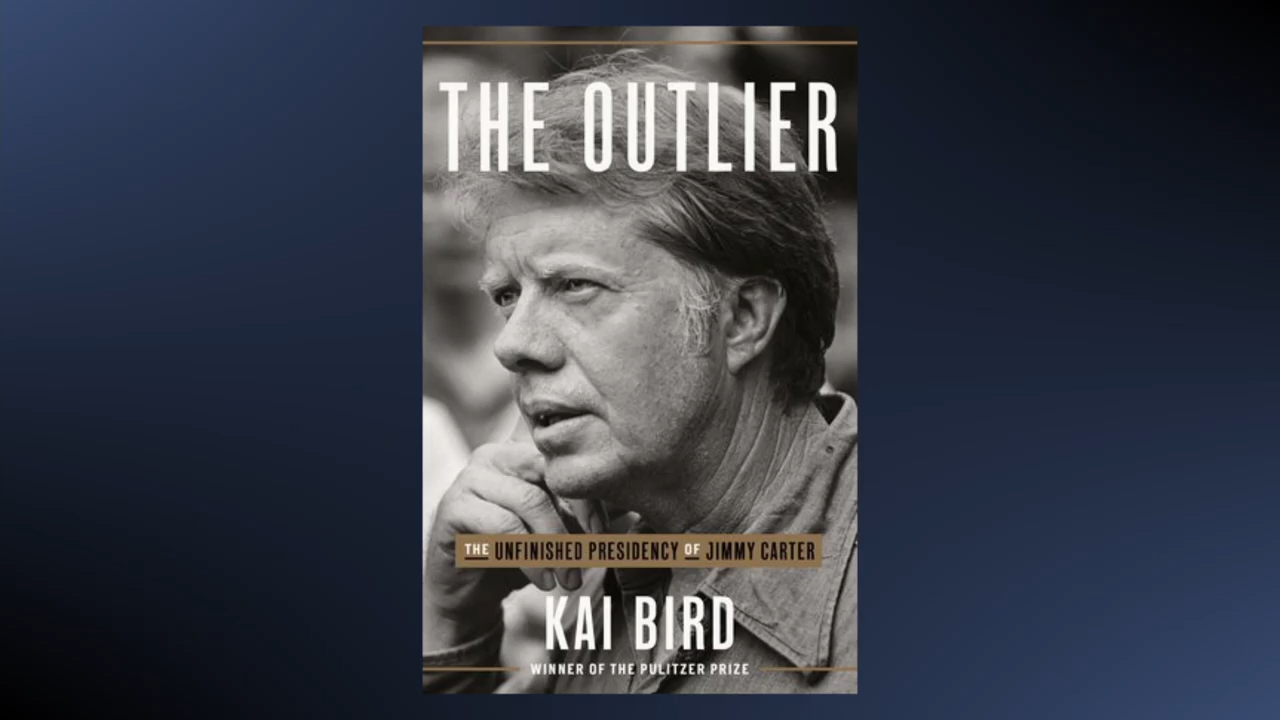 THE OUTLIER
THE UNFINISHED PRESIDENCY OF JIMMY CARTER
KAI BIRD
WINNER OF THE PULITZER PRIZE